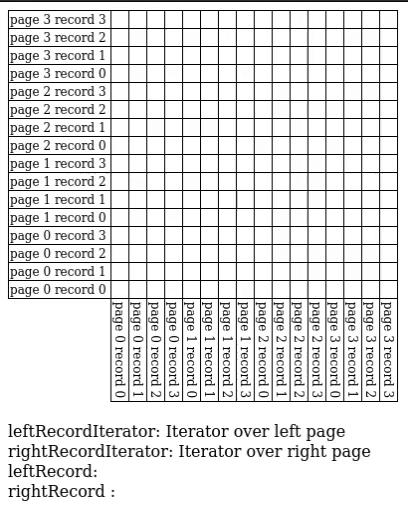 page 3 record 3
page 3 record 2
page 3 record 1
page 3 record 0
page 2 record 3
page 2 record 2
page 2 record 1
page 2 record 0
page 1 record 3
page 1 record 2
page 1 record 1
page 1 record 0
page 0 record 3
page 0 record 2
page 0 record 1
page 0 record 0
page 0 record 0
page 0 record 1
page 0 record 2
page 0 record 3
page 1 record 0
page 1 record 1
page 1 record 2
page 1 record 3
page 2 record 0
page 2 record 1
page 2 record 2
page 2 record 3
page 3 record 0
page 3 record 1
page 3 record 2
page 3 record 3
leftRecordIterator: Iterator over left page
rightRecordIterator: Iterator over right page
leftRecord:
rightRecord :